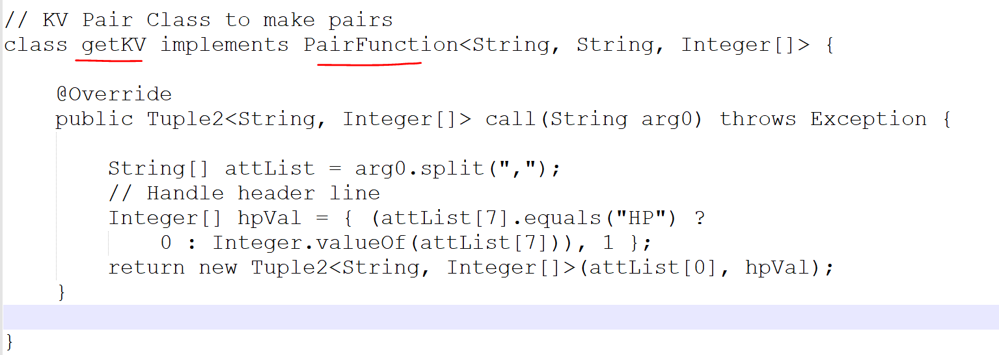 // KV Pair Class to make pairs
class getKV implements PairFunction<String, String, Integer[]> {
@Override
public Tuple2<String, Integer[]> call(String arg0) throws Exception {
String[] attList = arg0.split(",");
// Handle header line
Integer[] hpVal = { (attList[7].equals("HP") ?
0 : Integer.valueOf(attList[7])), 1 };
return new Tuple2<String, Integer[]>(attList[0], hpVal);
}
}